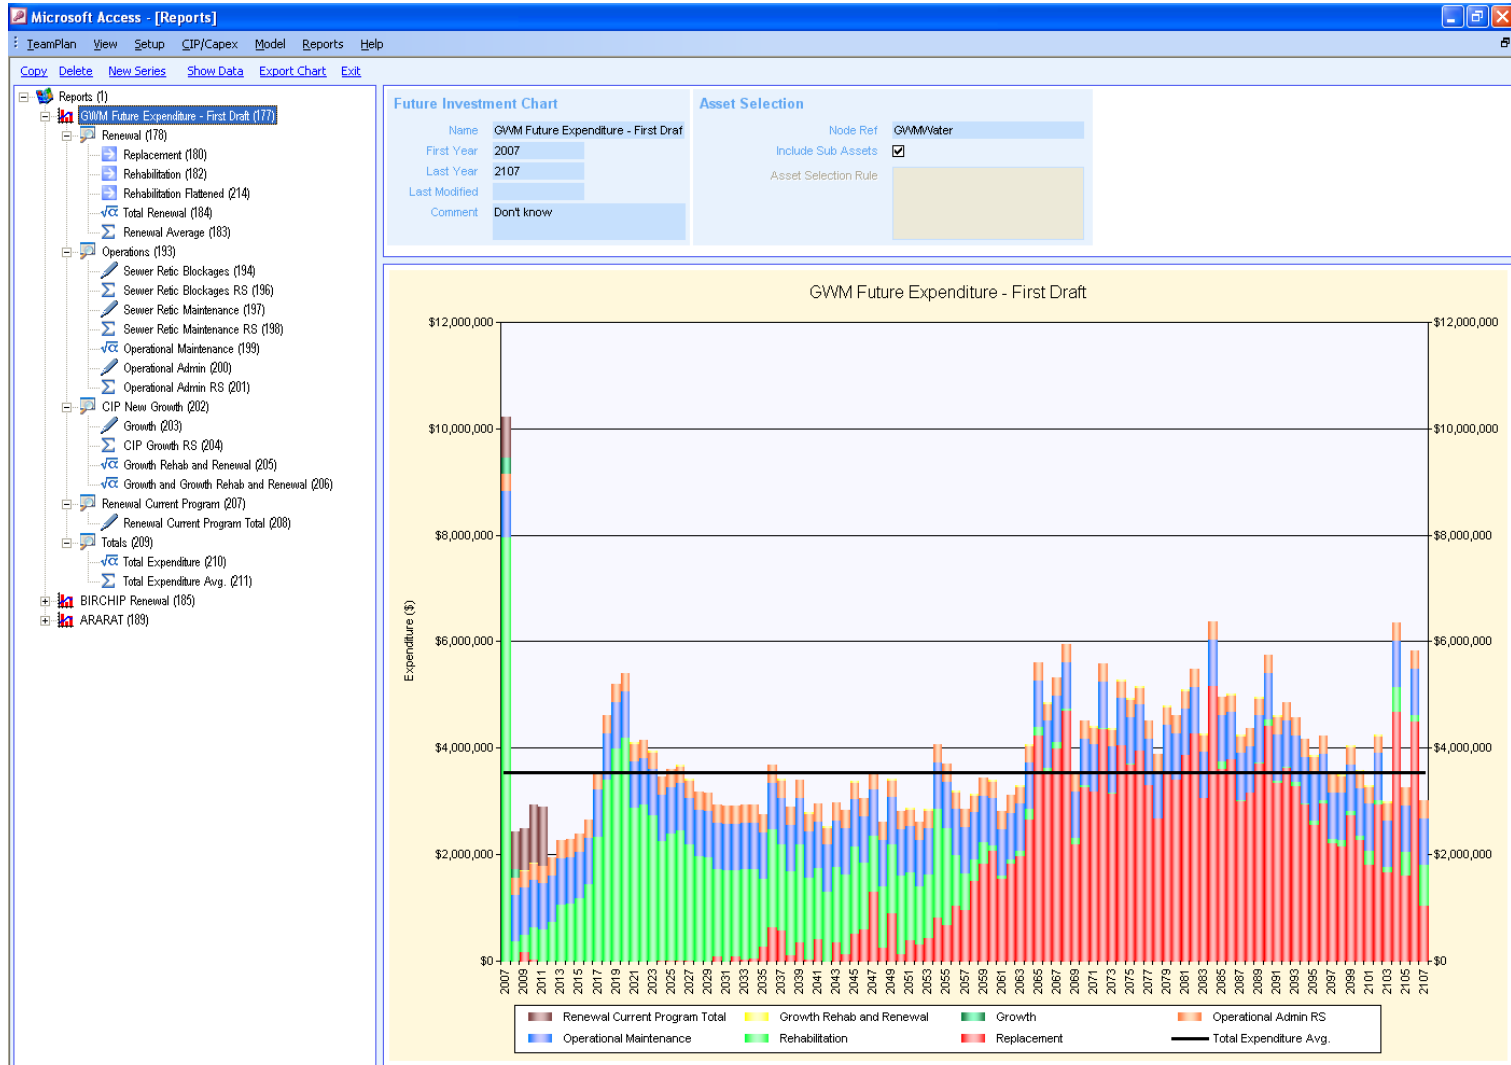 Microsoft Access - [Reports]
TeamPlan View Setup CIP/Capex Model Reports Help
Copy Delete New Series Show Data Export Chart Exit
Reports (1)
GWM Future Expenditure - First Draft (177)
Renewal (178)
Replacement (180)
Rehabilitation (182)
Rehabilitation Flattened (214)
Total Renewal (184)
Renewal Average (183)
Operations (193)
Sewer Retic Blockages (194)
Sewer Retic Blockages RS (196)
Sewer Retic Maintenance (197)
Sewer Retic Maintenance RS (198)
Operational Maintenance (199)
Operational Admin (200)
Operational Admin RS (201)
CIP New Growth (202)
Growth (203)
CIP Growth RS (204)
Growth Rehab and Renewal (205)
Growth and Growth Rehab and Renewal (206)
Renewal Current Program (207)
Renewal Current Program Total (208)
Totals (209)
Total Expenditure (210)
Total Expenditure Avg. (211)
BIRCHIP Renewal (185)
ARARAT (189)
Future Investment Chart
Name GWM Future Expenditure - First Draf
First Year 2007
Last Year 2107
Last Modified
Comment Don't know
Asset Selection
Node Ref GWMWater
Include Sub Assets
Asset Selection Rule
GWM Future Expenditure - First Draft
$12,000,000 $12,000,000
$10,000,000 $10,000,000
$8,000,000 $8,000,000
$6,000,000 $6,000,000
$4,000,000 $4,000,000
$2,000,000 $2,000,000
$0 $0
Expenditure ($)
2007 2009 2011 2013 2015 2017 2019 2021 2023 2025 2027 2029 2031 2033 2035 2037 2039 2041 2043 2045 2047 2049 2051 2053 2055 2057 2059 2061 2063 2065 2067 2069 2071 2073 2075 2077 2079 2081 2083 2085 2087 2089 2091 2093 2095 2097 2099 2101 2103 2105 2107
Renewal Current Program Total Growth Rehab and Renewal Growth Operational Admin RS
Operational Maintenance Rehabilitation Replacement Total Expenditure Avg.